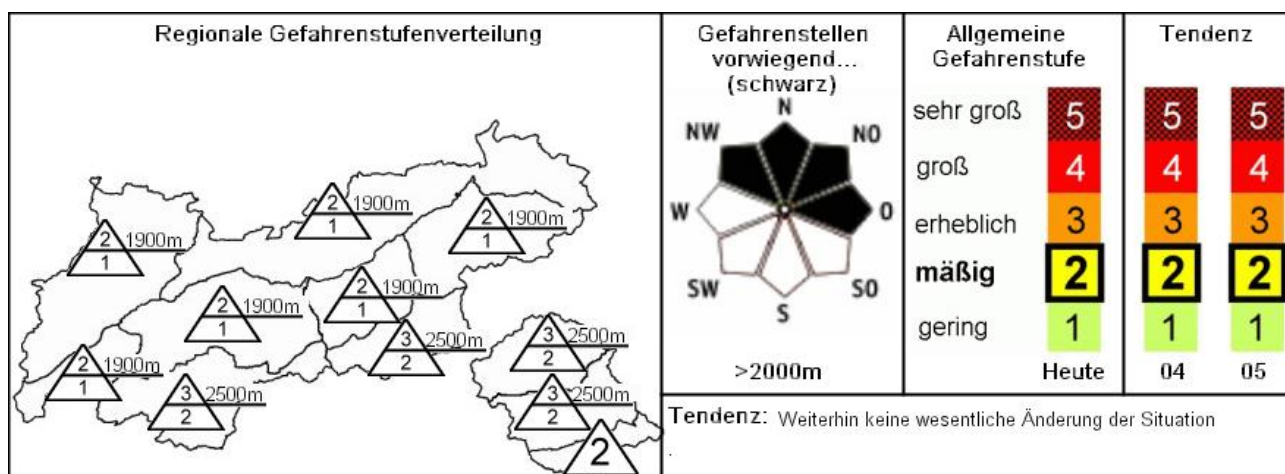 Regionale Gefahrenstufenverteilung
2
1900m
1
2
1900m
1
2
1900m
1
2
1900m
1
2
1900m
1
3
2500m
2
3
2500m
2
2
1900m
1
3
2500m
2
3
2500m
2
2
Gefahrenstellen
vorwiegend...
(schwarz)
N
NW
NO
W
O
SW
SO
S
>2000m
Allgemeine
Gefahrenstufe
Tendenz
sehr groß 5 5 5
groß 4 4 4
erheblich 3 3 3
mäßig 2 2 2
gering 1 1 1
Heute 04 05
Tendenz: Weiterhin keine wesentliche Änderung der Situation
.